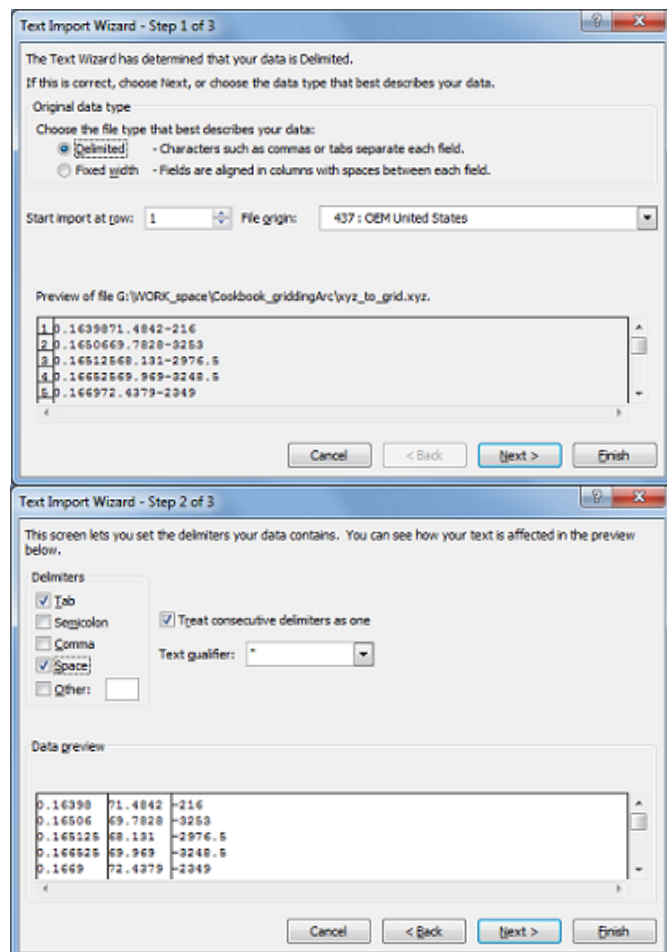 Text Import Wizard - Step 1 of 3
The Text Wizard has determined that your data is Delimited.
If this is correct, choose Next, or choose the data type that best describes your data.
Original data type
Choose the file type that best describes your data:
Delimited - Characters such as commas or tabs separate each field.
Fixed width - Fields are aligned in columns with spaces between each field.
Start import at row: 1 File origin: 437 : OEM United States
Preview of file G:\WORK_space\Cookbook_griddingArc\xyz_to_grid.xyz.
1 0.1639871.4842-216
2 0.1650669.7828-3253
3 0.16512568.131-2976.5
4 0.16652569.969-3248.5
5 0.166972.4379-2349
Cancel < Back Next > Finish
Text Import Wizard - Step 2 of 3
This screen lets you set the delimiters your data contains. You can see how your text is affected in the preview
below.
Delimiters
Tab
Semicolon
Comma
Space
Other:
Treat consecutive delimiters as one
Text qualifier: "
Data preview
0.16398 71.4842 -216
0.16506 69.7828 -3253
0.165125 68.131 -2976.5
0.166525 69.969 -3248.5
0.1669 72.4379 -2349
Cancel < Back Next > Finish